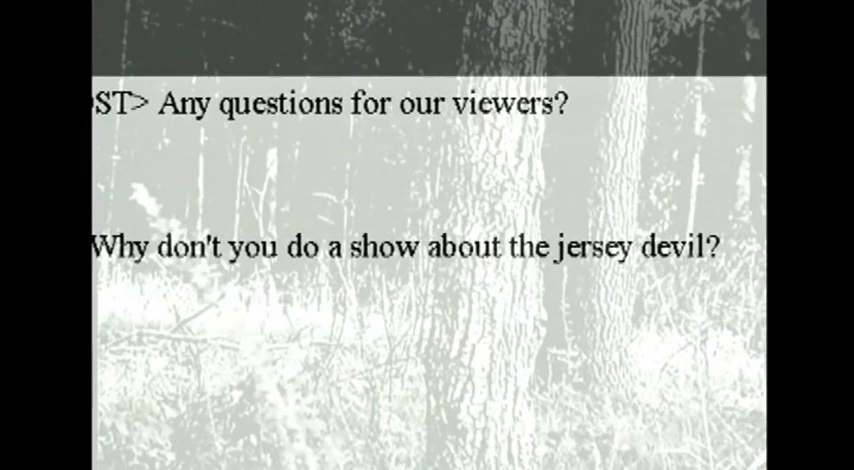 ST> Any questions for our viewers?
Why don't you do a show about the jersey devil?